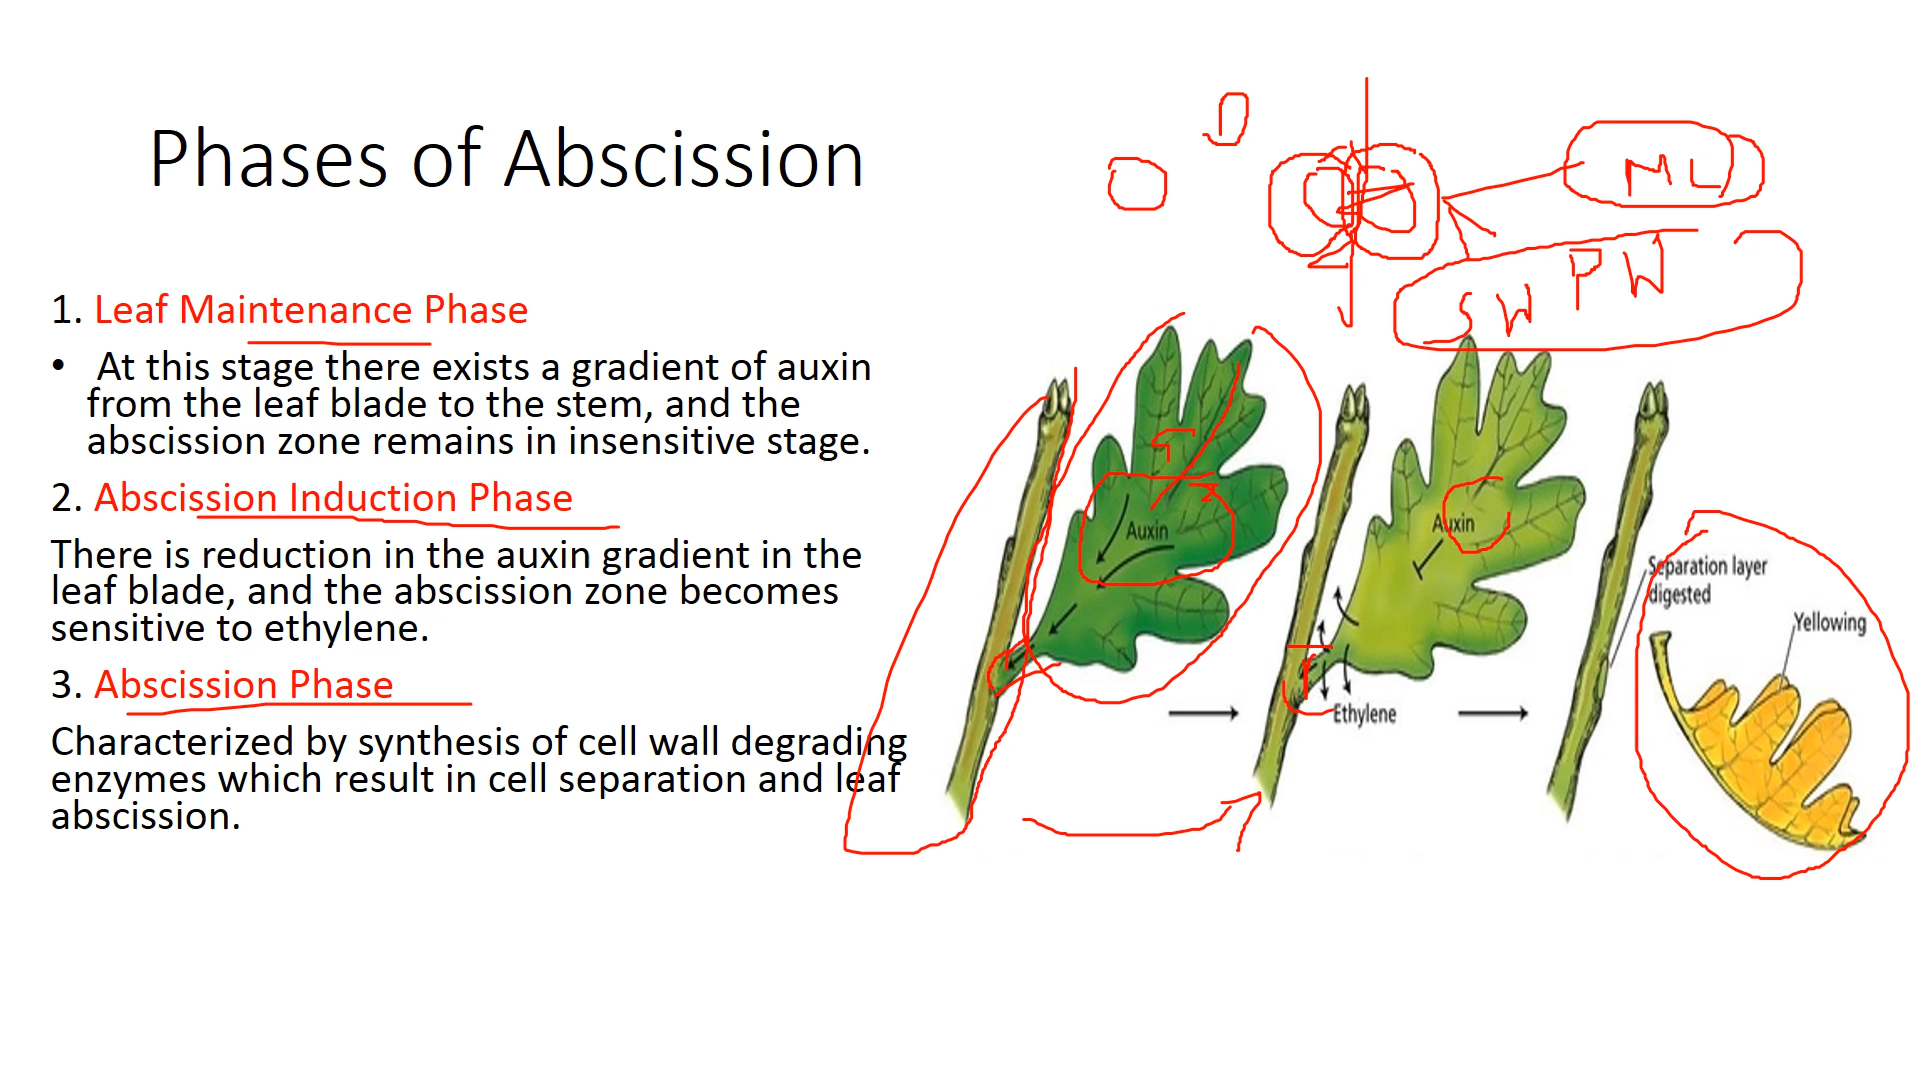 Phases of Abscission
1. Leaf Maintenance Phase
• At this stage there exists a gradient of auxin
from the leaf blade to the stem, and the
abscission zone remains in insensitive stage.
2. Abscission Induction Phase
There is reduction in the auxin gradient in the
leaf blade, and the abscission zone becomes
sensitive to ethylene.
3. Abscission Phase
Characterized by synthesis of cell wall degrading
enzymes which result in cell separation and leaf
abscission.
ML
PW
SW
Auxin
Auxin
Ethylene
Separation layer
digested
Yellowing